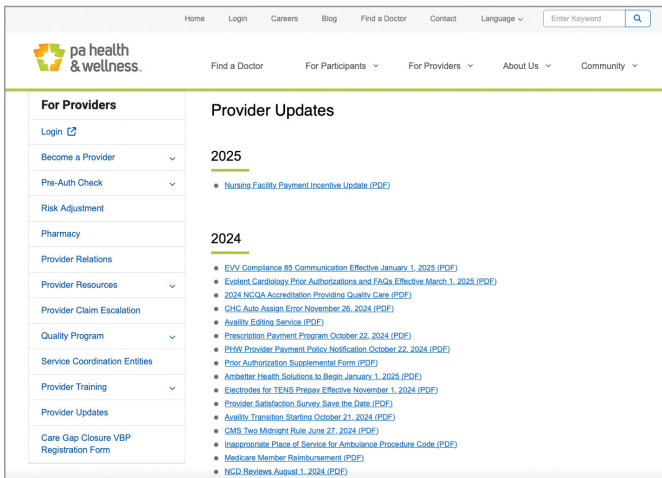 Home Login Careers Blog Find a Doctor Contact Language Enter Keyword
pa health
& wellness.
Find a Doctor For Participants For Providers About Us Community
For Providers
Login
Become a Provider
Pre-Auth Check
Risk Adjustment
Pharmacy
Provider Relations
Provider Resources
Provider Claim Escalation
Quality Program
Service Coordination Entities
Provider Training
Provider Updates
Care Gap Closure VBP
Registration Form
Provider Updates
2025
Nursing Facility Payment Incentive Update (PDF)
2024
EVV Compliance 85 Communication Effective January 1, 2025 (PDF)
Evolent Cardiology Prior Authorizations and FAQs Effective March 1, 2025 (PDF)
2024 NCQA Accreditation Providing Quality Care (PDF)
CHC Auto Assign Error November 26, 2024 (PDF)
Availity Editing Service (PDF)
Prescription Payment Program October 22, 2024 (PDF)
PHW Provider Payment Policy Notification October 22, 2024 (PDF)
Prior Authorization Supplemental Form (PDF)
Ambetter Health Solutions to Begin January 1, 2025 (PDF)
Electrodes for TENS Prepay Effective November 1, 2024 (PDF)
Provider Satisfaction Survey Save the Date (PDF)
Availity Transition Starting October 21, 2024 (PDF)
CMS Two Midnight Rule June 27, 2024 (PDF)
Inappropriate Place of Service for Ambulance Procedure Code (PDF)
Medicare Member Reimbursement (PDF)
NCD Reviews August 1, 2024 (PDF)